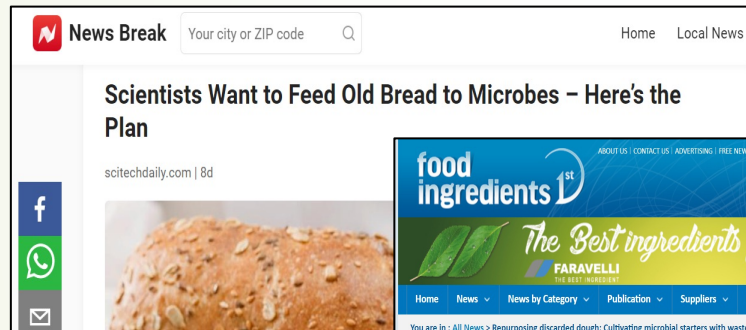 News Break
Your city or ZIP code
Home Local News
Scientists Want to Feed Old Bread to Microbes – Here's the
Plan
scitechdaily.com | 8d
food
ingredients 1st
ABOUT US | CONTACT US | ADVERTISING | FREE NEW
The Best ingredients
FARAVELLI
THE BEST INGREDIENT
Home News News by Category Publication Suppliers
You are in : All News > Repurposing discarded dough: Cultivating microbial starters with wast